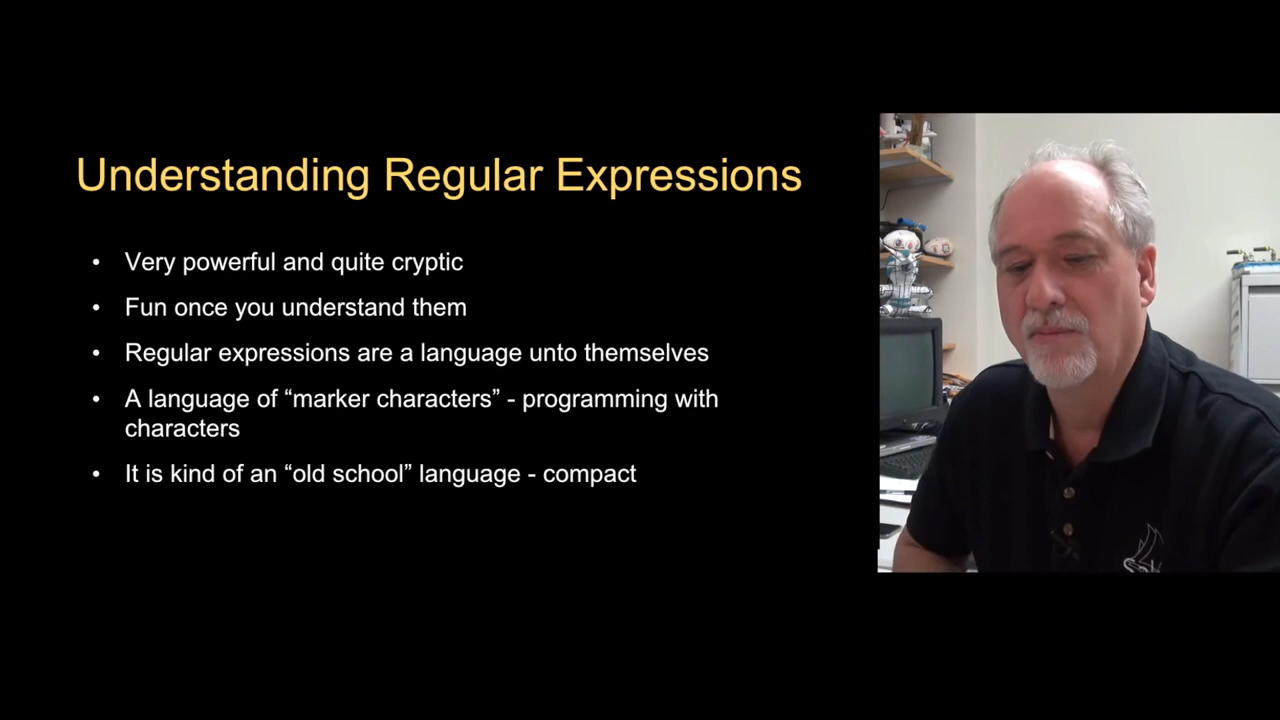 Understanding Regular Expressions
• Very powerful and quite cryptic
• Fun once you understand them
• Regular expressions are a language unto themselves
• A language of “marker characters” - programming with
characters
• It is kind of an “old school” language - compact